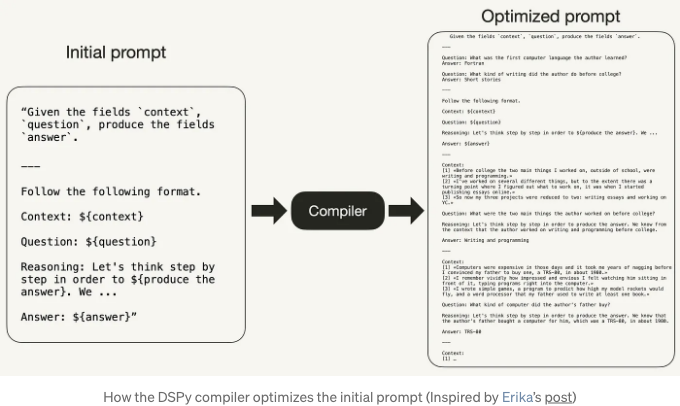 Initial prompt
“Given the fields `context`,
`question`, produce the fields
`answer`.
———
Follow the following format.
Context: ${context}
Question: ${question}
Reasoning: Let's think step by
step in order to ${produce the
answer}. We ...
Answer: ${answer}”
Compiler
Optimized prompt
Given the fields `context`, `question`, produce the fields `answer`.
———
Question: What was the first computer language the author learned?
Answer: Fortran
Question: What kind of writing did the author do before college?
Answer: Short stories
———
Follow the following format.
Context: ${context}
Question: ${question}
Reasoning: Let's think step by step in order to ${produce the answer}. We ...
Answer: ${answer}
———
Context:
[1] «Before college the two main things I worked on, outside of school, were
writing and programming.»
[2] «I'm worked on several different things, but to the extent there was a
turning point where I figured out what to work on, it was when I started
publishing essays online.»
[3] «So now my three projects were reduced to two: writing essays and working on
YC.»
Question: What were the two main things the author worked on before college?
Reasoning: Let's think step by step in order to produce the answer. We know from
the context that the author worked on writing and programming before college.
Answer: Writing and programming
———
Context:
[1] «Computers were expensive in those days and it took me years of nagging before
I convinced my father to buy one, a TRS-80, in about 1980.»
[2] «I remember vividly how impressed and envious I felt watching him sitting in
front of it, typing programs right into the computer.»
[3] «I wrote simple games, a program to predict how high my model rockets would
fly, and a word processor that my father used to write at least one book.»
Question: What kind of computer did the author's father buy?
Reasoning: Let's think step by step in order to produce the answer. We know that
the author's father bought a computer for him, which was a TRS-80, in about 1980.
Answer: TRS-80
———
Context:
[1] …
How the DSPy compiler optimizes the initial prompt (Inspired by Erika's post)